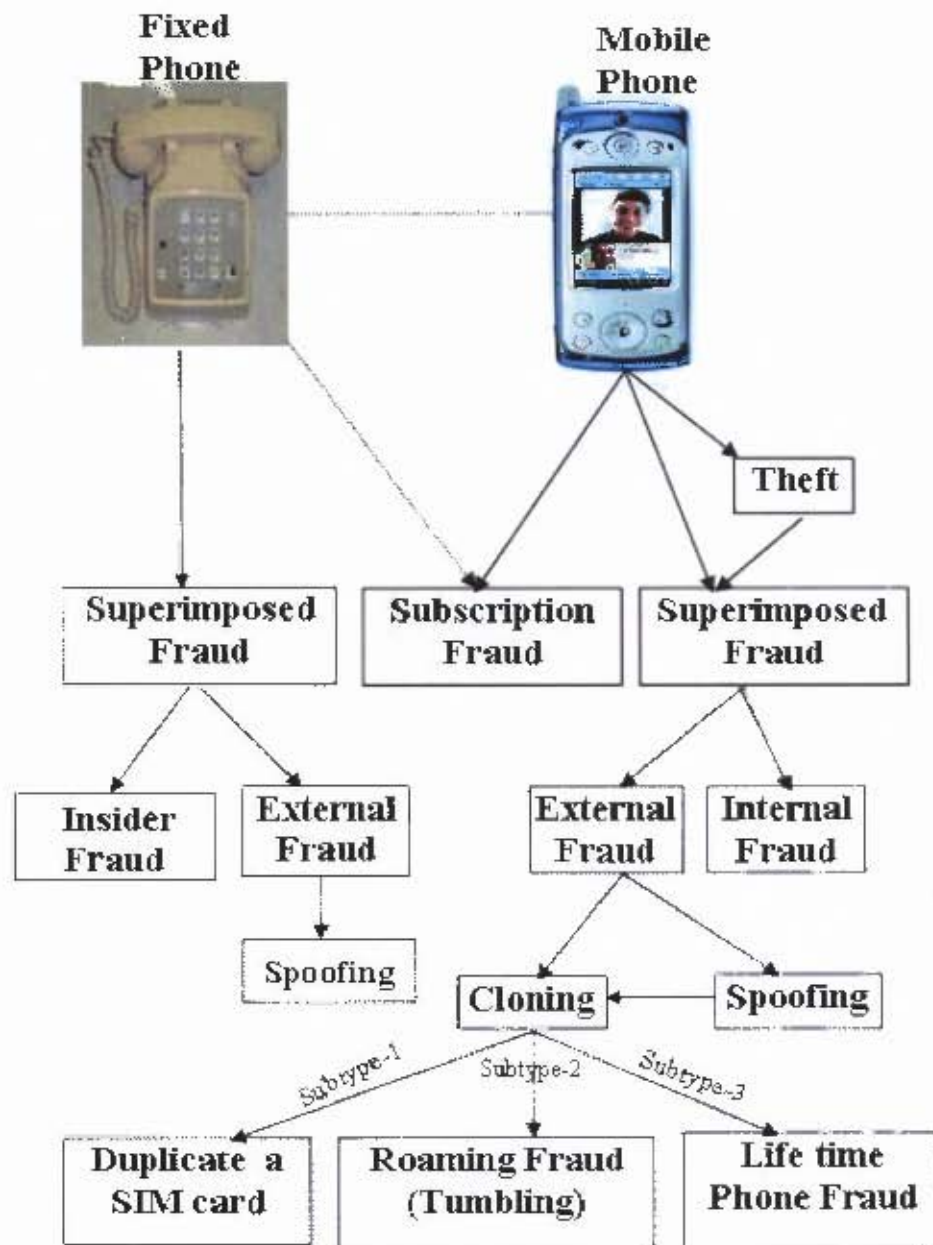 Fixed
Phone
Mobile
Phone
Theft
Superimposed
Fraud
Subscription
Fraud
Superimposed
Fraud
Insider
Fraud
External
Fraud
External
Fraud
Internal
Fraud
Spoofing
Cloning
Spoofing
Subtype-1
Subtype-2
Subtype-3
Duplicate a
SIM card
Roaming Fraud
(Tumbling)
Life time
Phone Fraud